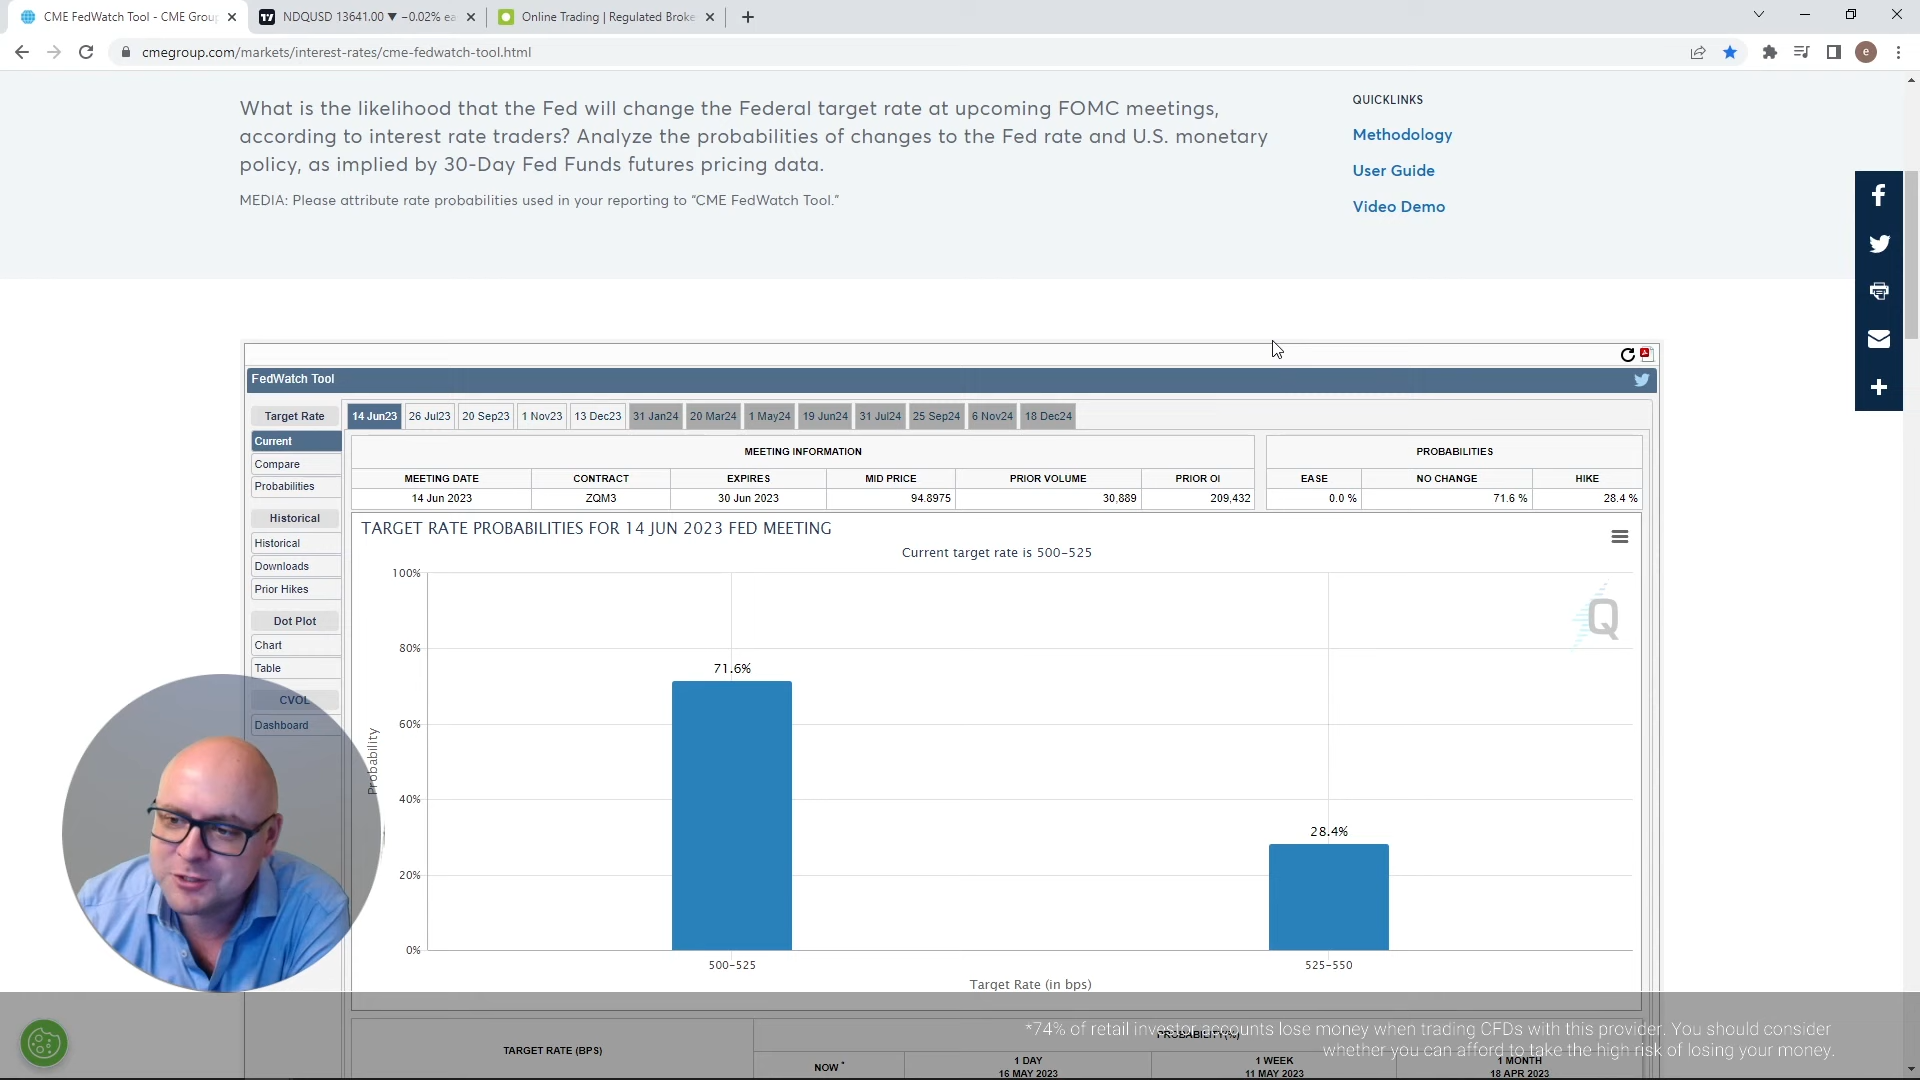 CME FedWatch Tool - CME Group
NDQUSD 13641.00 ▼ −0.02% ea
Online Trading | Regulated Broke
cmegroup.com/markets/interest-rates/cme-fedwatch-tool.html
e
What is the likelihood that the Fed will change the Federal target rate at upcoming FOMC meetings,
according to interest rate traders? Analyze the probabilities of changes to the Fed rate and U.S. monetary
policy, as implied by 30-Day Fed Funds futures pricing data.
MEDIA: Please attribute rate probabilities used in your reporting to “CME FedWatch Tool.”
QUICKLINKS
Methodology
User Guide
Video Demo
FedWatch Tool
Target Rate
Current
Compare
Probabilities
Historical
Historical
Downloads
Prior Hikes
Dot Plot
Chart
Table
CVOL
Dashboard
14 Jun23 26 Jul23 20 Sep23 1 Nov23 13 Dec23 31 Jan24 20 Mar24 1 May24 19 Jun24 31 Jul24 25 Sep24 6 Nov24 18 Dec24
MEETING INFORMATION
MEETING DATE CONTRACT EXPIRES MID PRICE PRIOR VOLUME PRIOR OI
14 Jun 2023 ZQM3 30 Jun 2023 94.8975 30,889 209,432
PROBABILITIES
EASE NO CHANGE HIKE
0.0 % 71.6 % 28.4 %
TARGET RATE PROBABILITIES FOR 14 JUN 2023 FED MEETING
Current target rate is 500–525
Q
100%
80%
60%
40%
20%
0%
Probability
71.6%
28.4%
500–525 525–550
Target Rate (in bps)
TARGET RATE (BPS)
PROBABILITY(%)
NOW *
1 DAY
16 MAY 2023
1 WEEK
11 MAY 2023
1 MONTH
18 APR 2023
*74% of retail investor accounts lose money when trading CFDs with this provider. You should consider
whether you can afford to take the high risk of losing your money.